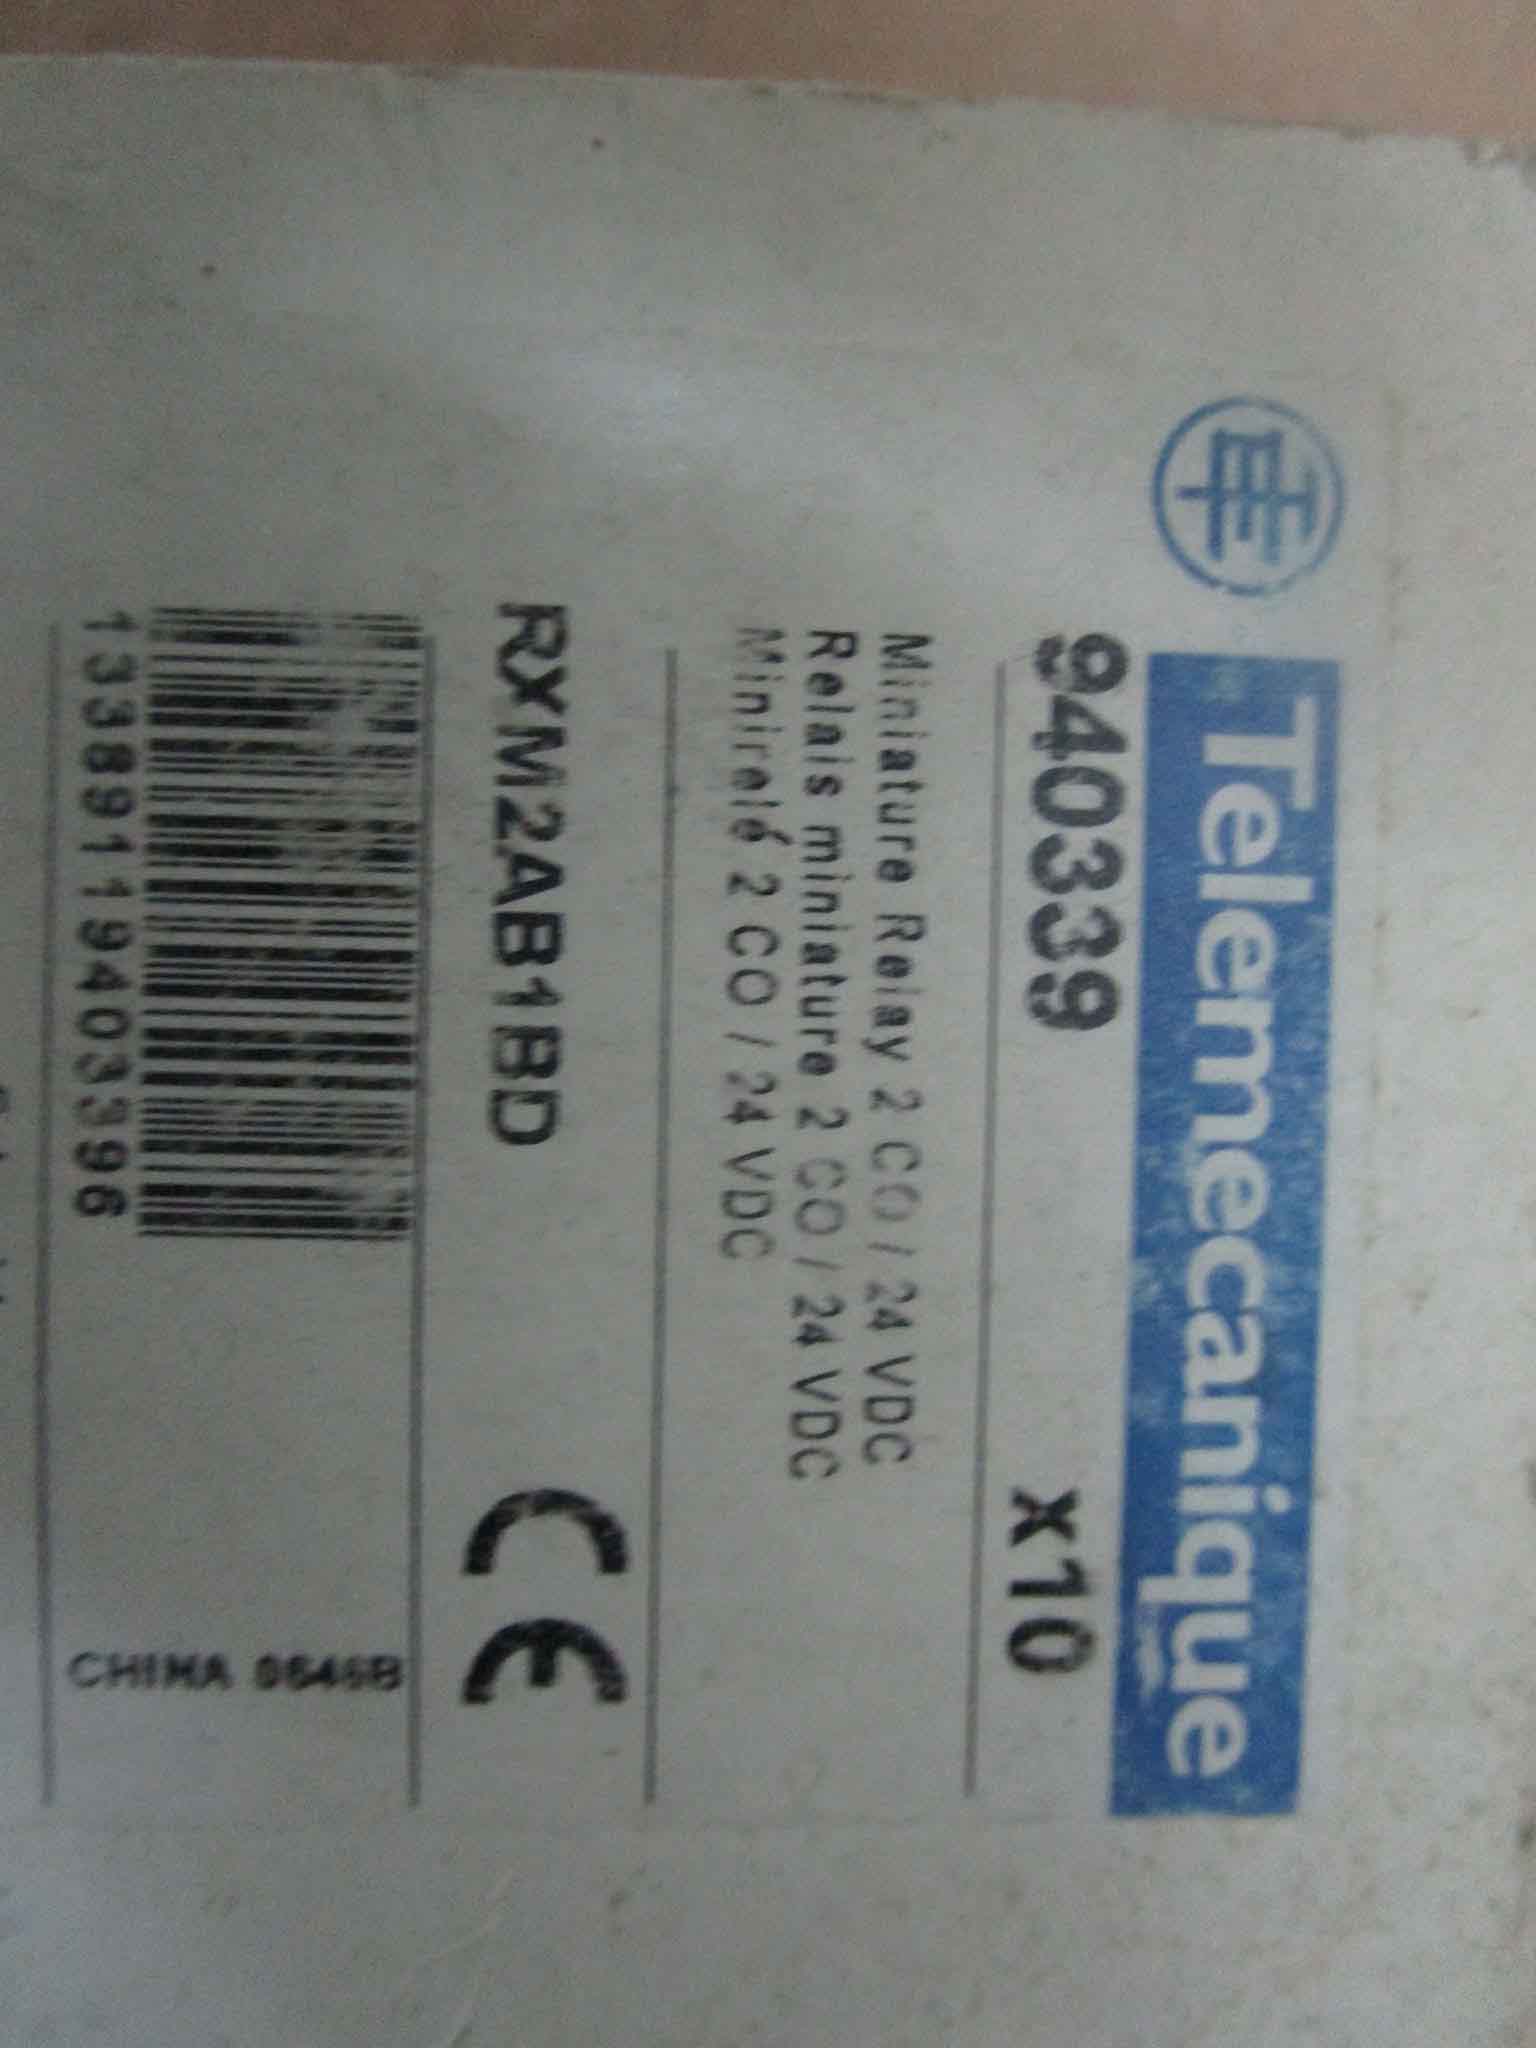 Telemecanique
940339 x10
Miniature Relay 2 CO / 24 VDC
Relais miniature 2 CO / 24 VDC
Minirelé 2 CO / 24 VDC
RXM2AB1BD
CE
13389119403396
CHINA